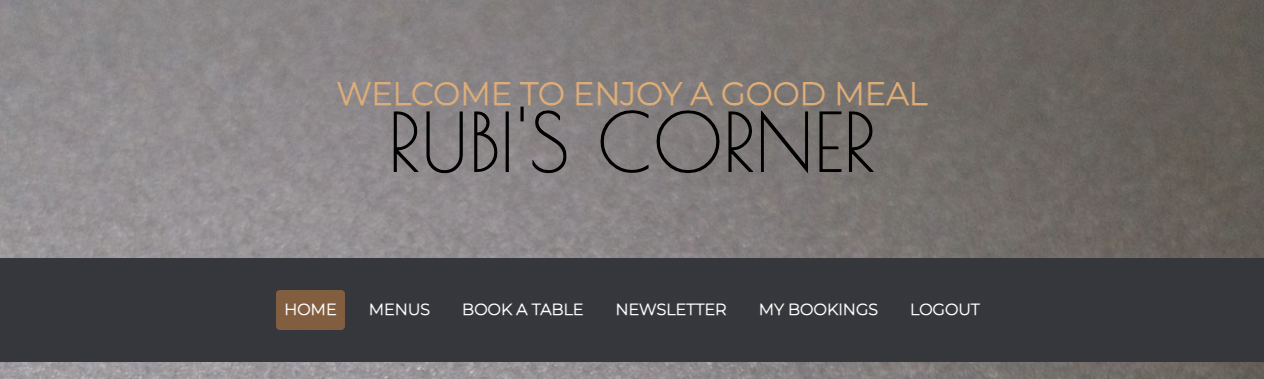 WELCOME TO ENJOY A GOOD MEAL
RUBI'S CORNER
HOME MENUS BOOK A TABLE NEWSLETTER MY BOOKINGS LOGOUT